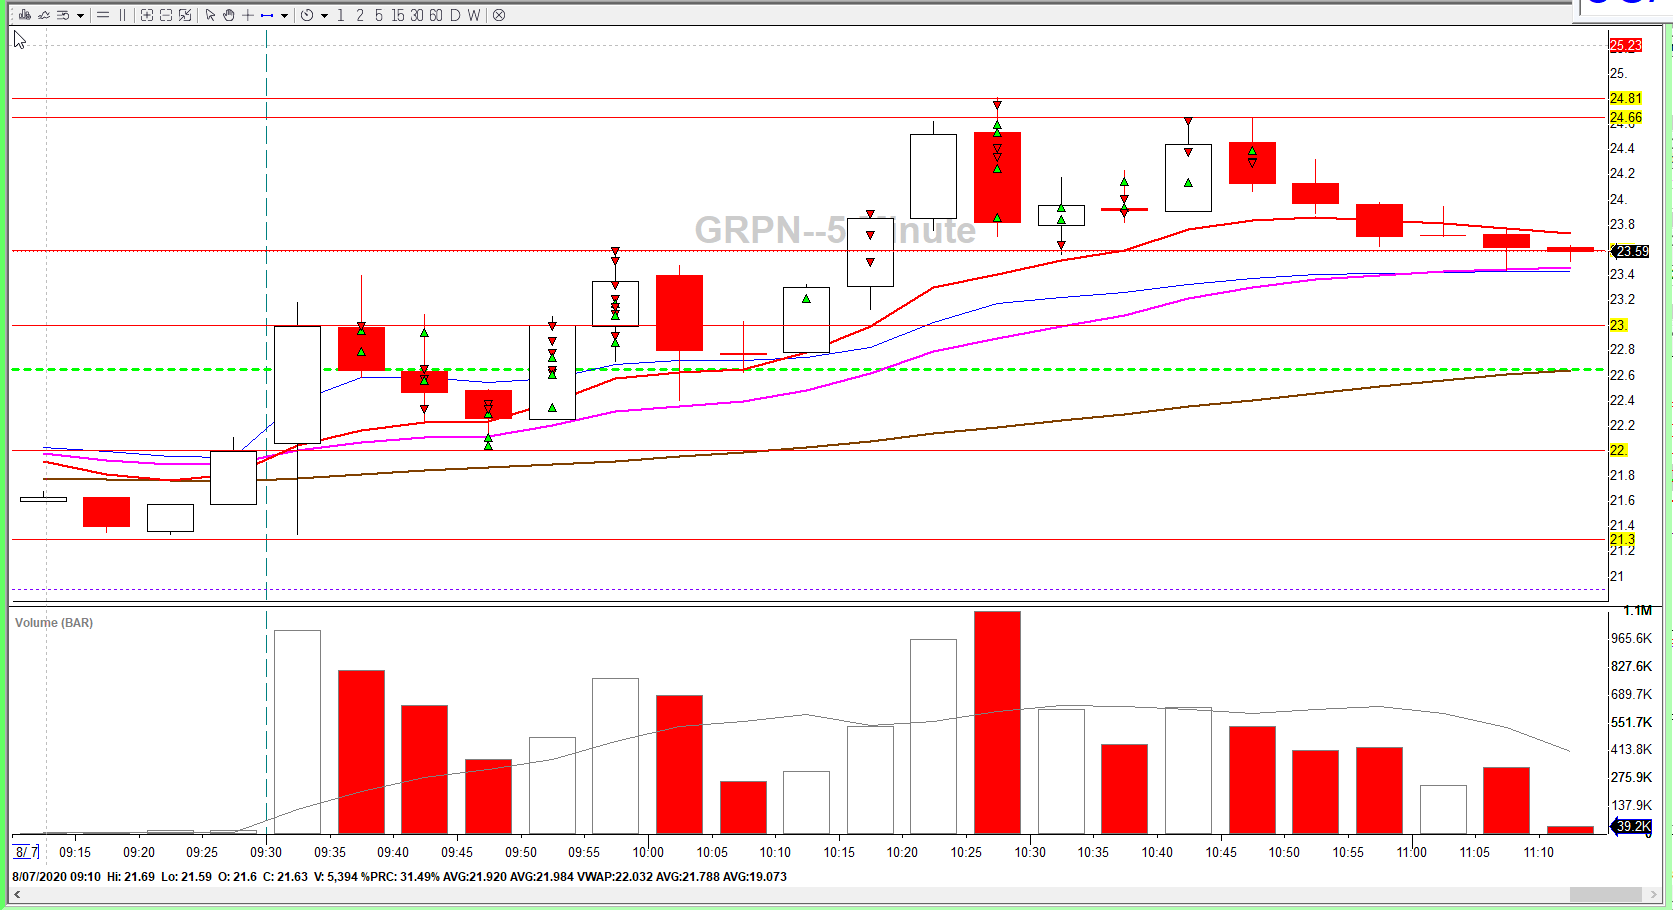 1 2 5 15 30 60 D W
25.23
25.
24.81
24.66
24.6
24.4
24.2
24.
GRPN--5 Minute
23.8
23.59
23.4
23.2
23.
22.8
22.6
22.4
22.2
22.
21.8
21.6
21.4
21.3
21.2
21
Volume (BAR)
1.1M
965.6K
827.6K
689.7K
551.7K
413.8K
275.9K
137.9K
39.2K
0
8/ 7 09:15 09:20 09:25 09:30 09:35 09:40 09:45 09:50 09:55 10:00 10:05 10:10 10:15 10:20 10:25 10:30 10:35 10:40 10:45 10:50 10:55 11:00 11:05 11:10
8/07/2020 09:10 Hi: 21.69 Lo: 21.59 O: 21.6 C: 21.63 V: 5,394 %PRC: 31.49% AVG:21.920 AVG:21.984 VWAP:22.032 AVG:21.788 AVG:19.073